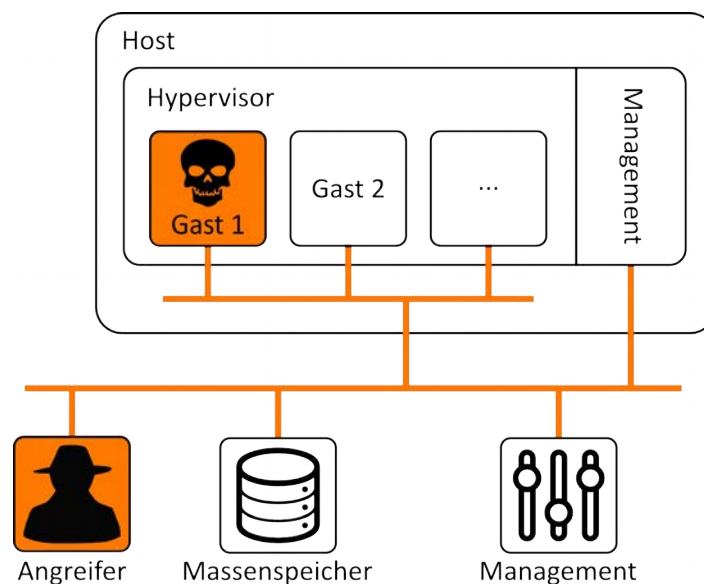 Host
Hypervisor
Management
Gast 1
Gast 2
...
Angreifer
Massenspeicher
Management